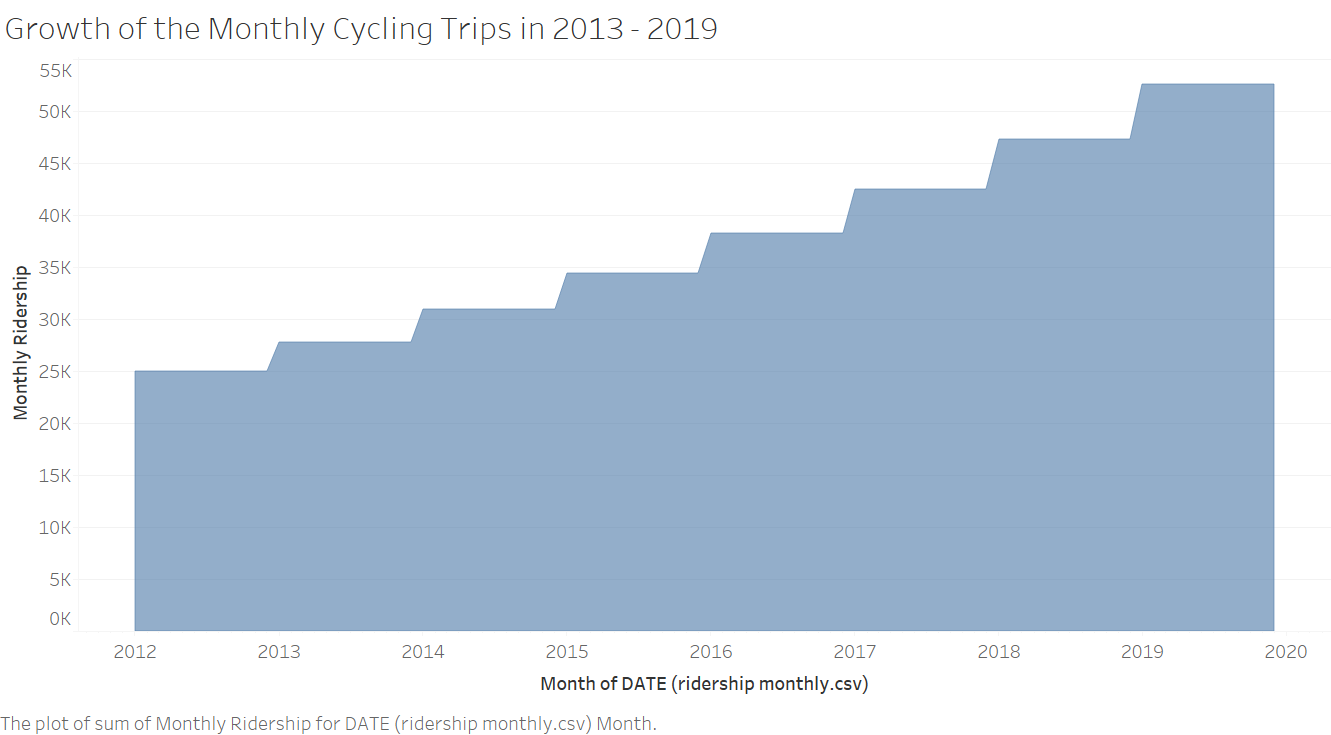 Growth of the Monthly Cycling Trips in 2013 - 2019
55K
50K
45K
40K
35K
30K
25K
20K
15K
10K
5K
0K
Monthly Ridership
2012 2013 2014 2015 2016 2017 2018 2019 2020
Month of DATE (ridership monthly.csv)
The plot of sum of Monthly Ridership for DATE (ridership monthly.csv) Month.